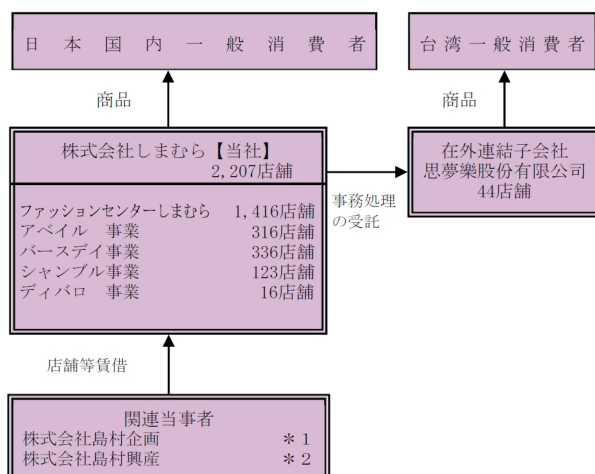 日本国内一般消費者
台湾一般消費者
商品
商品
株式会社しまむら【当社】
2,207店舗
ファッションセンターしまむら 1,416店舗
アベイル 事業 316店舗
バースデイ事業 336店舗
シャンブル事業 123店舗
ディバロ 事業 16店舗
事務処理
の受託
在外連結子会社
思夢樂股份有限公司
44店舗
店舗等賃借
関連当事者
株式会社島村企画 *1
株式会社島村興産 *2